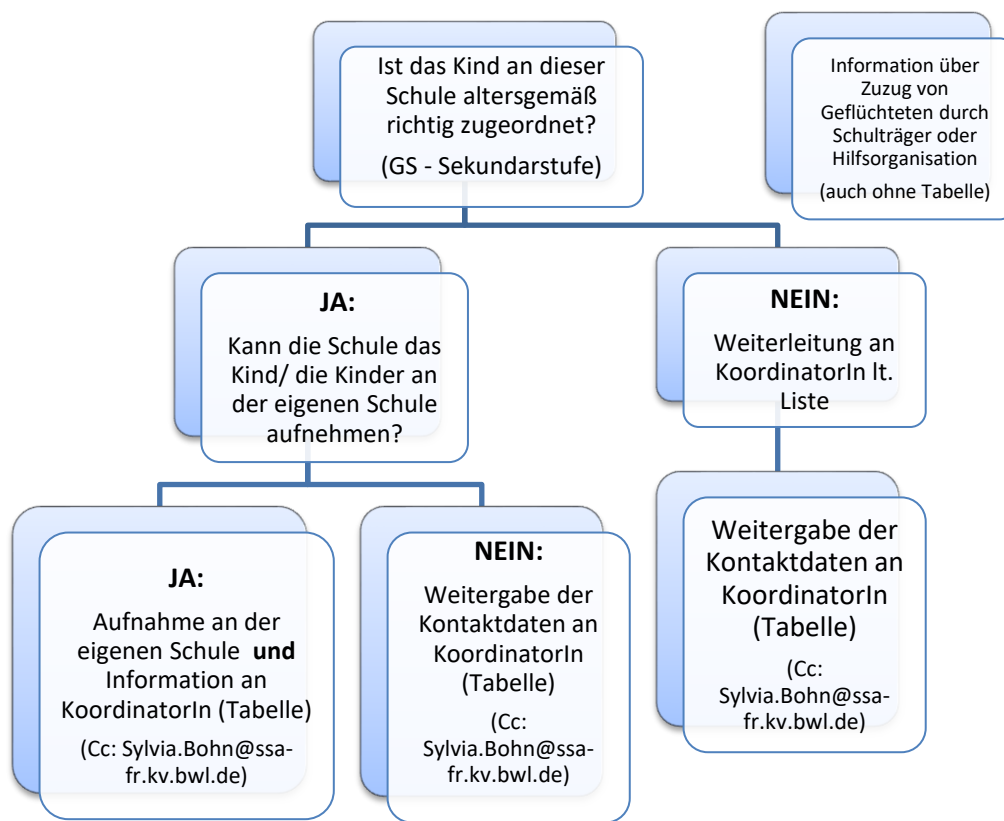 Ist das Kind an dieser
Schule altersgemäß
richtig zugeordnet?
(GS - Sekundarstufe)
Information über
Zuzug von
Geflüchteten durch
Schulträger oder
Hilfsorganisation
(auch ohne Tabelle)
JA:
Kann die Schule das
Kind/ die Kinder an
der eigenen Schule
aufnehmen?
NEIN:
Weiterleitung an
KoordinatorIn lt.
Liste
JA:
Aufnahme an der
eigenen Schule und
Information an
KoordinatorIn (Tabelle)
(Cc: Sylvia.Bohn@ssa-
fr.kv.bwl.de)
NEIN:
Weitergabe der
Kontaktdaten an
KoordinatorIn
(Tabelle)
(Cc:
Sylvia.Bohn@ssa-
fr.kv.bwl.de)
Weitergabe der
Kontaktdaten an
KoordinatorIn
(Tabelle)
(Cc:
Sylvia.Bohn@ssa-
fr.kv.bwl.de)